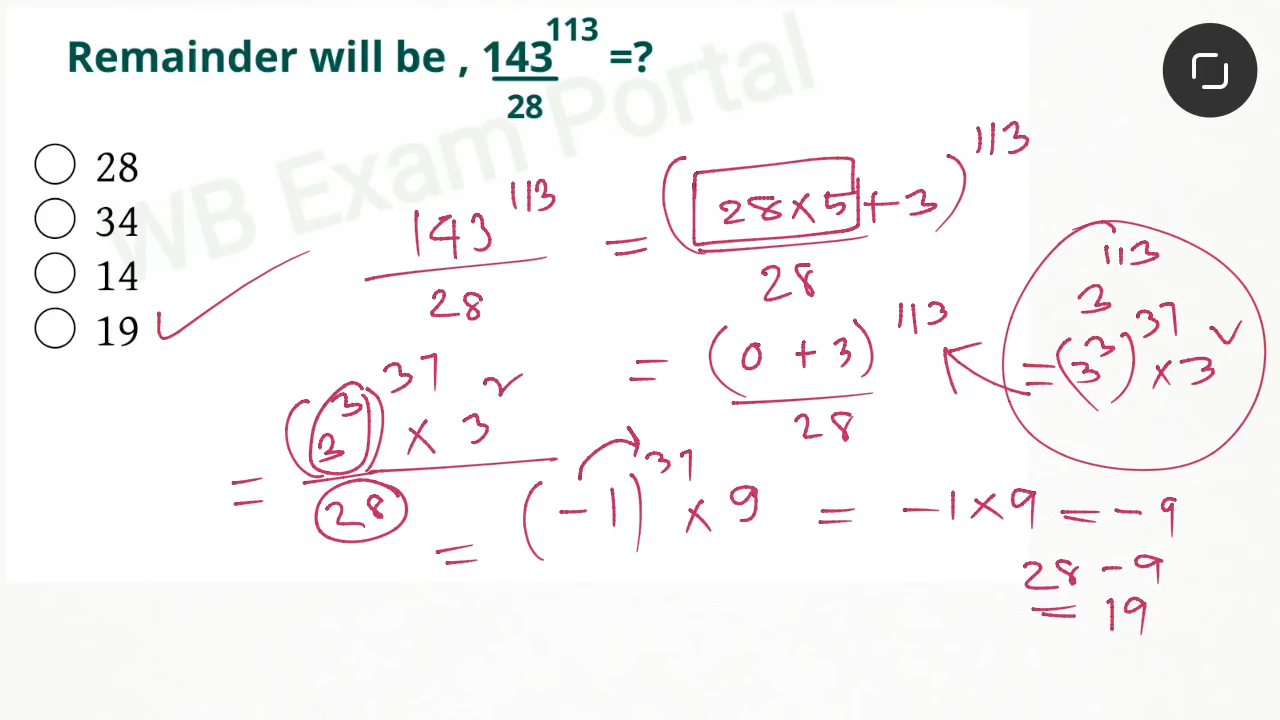 Remainder will be , 143^113 / 28 =?
WB Exam Portal
28
34
14
19 ✓
143^113 / 28 = (28×5+3)^113 / 28
3^113
= (3^3)^37 × 3^2
= (0 + 3)^113 / 28
= (3^3)^37 × 3^2 / 28
= (-1)^37 × 9 = -1×9 = -9
28 - 9
= 19